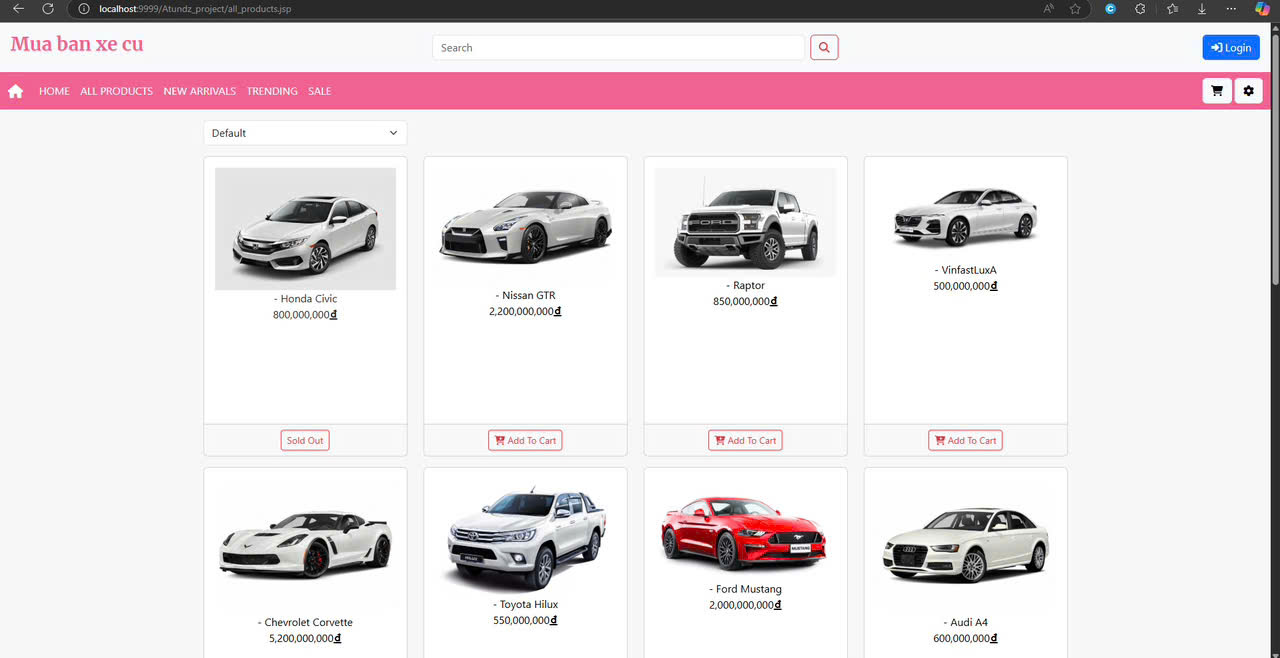 localhost:9999/Atundz_project/all_products.jsp
Mua ban xe cu
Search
Login
HOME ALL PRODUCTS NEW ARRIVALS TRENDING SALE
Default
- Honda Civic
800,000,000₫
Sold Out
- Nissan GTR
2,200,000,000₫
Add To Cart
FORD
- Raptor
850,000,000₫
Add To Cart
- VinfastLuxA
500,000,000₫
Add To Cart
- Chevrolet Corvette
5,200,000,000₫
- Toyota Hilux
550,000,000₫
MUSTANG
- Ford Mustang
2,000,000,000₫
- Audi A4
600,000,000₫